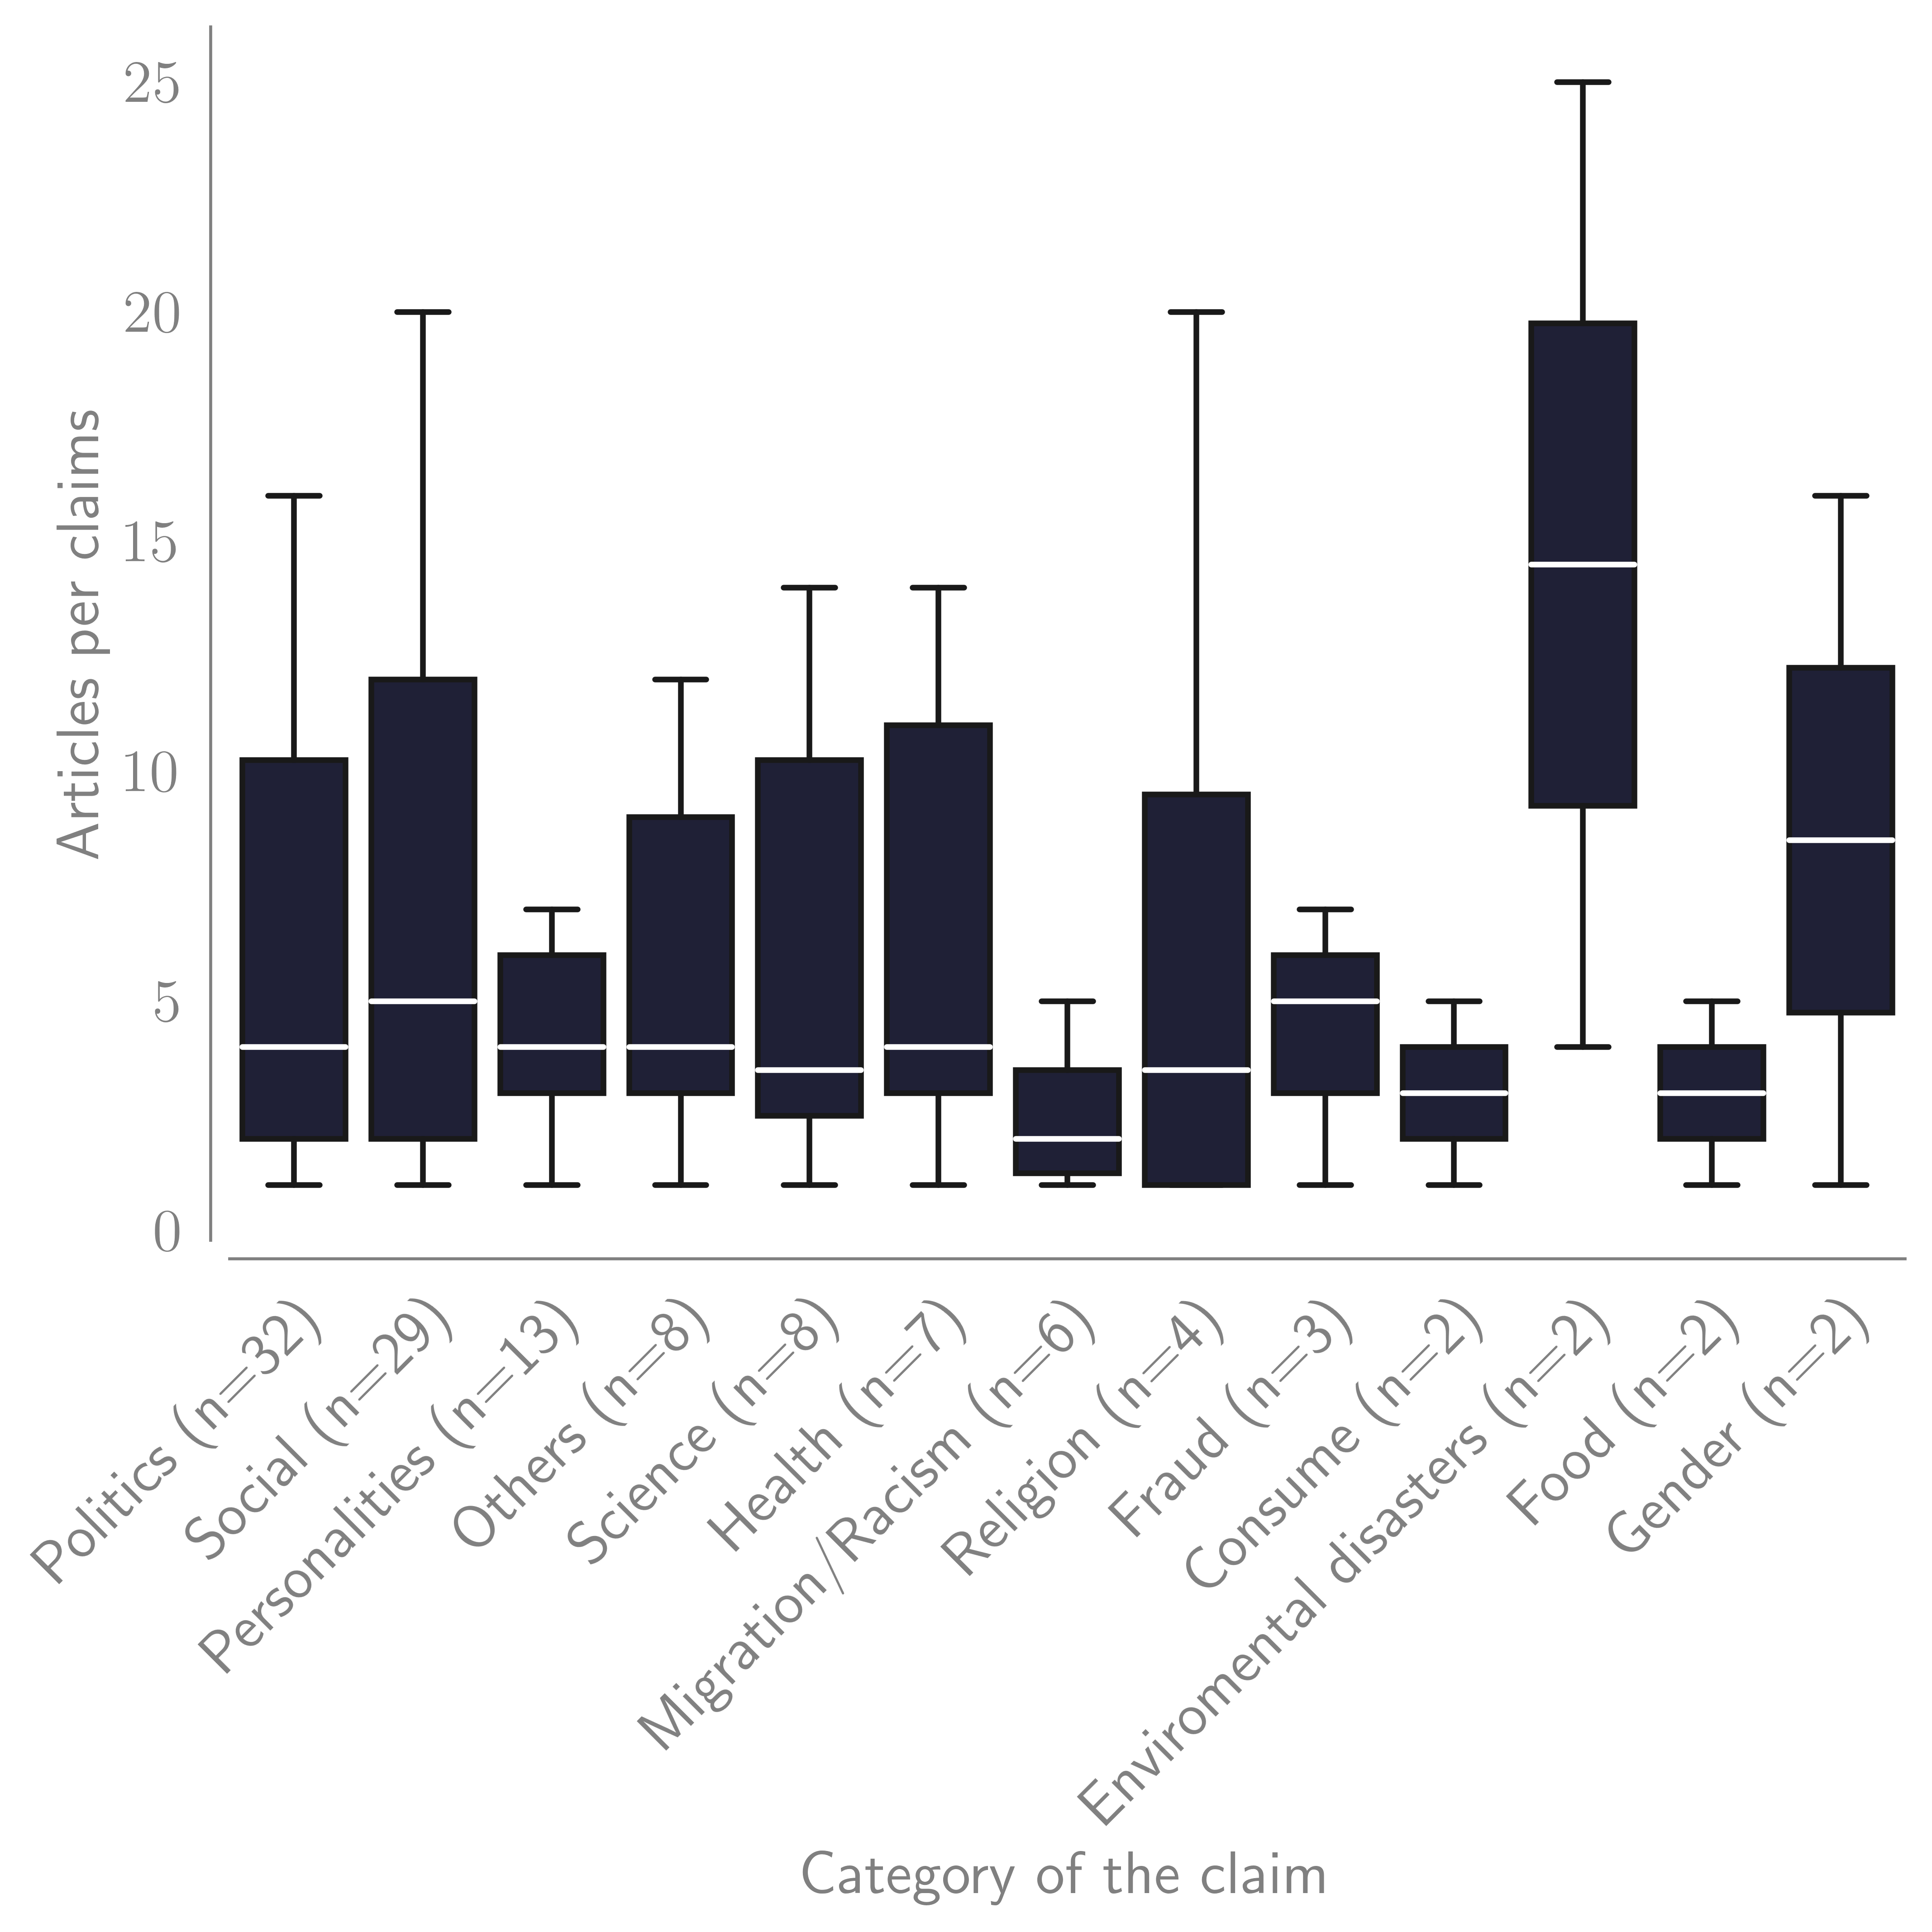 25
20
15
10
5
0
Articles per claims
Politics (n=32)
Social (n=29)
Personalities (n=13)
Others (n=8)
Science (n=8)
Health (n=7)
Migration/Racism (n=6)
Religion (n=4)
Fraud (n=3)
Consume (n=2)
Enviromental disasters (n=2)
Food (n=2)
Gender (n=2)
Category of the claim